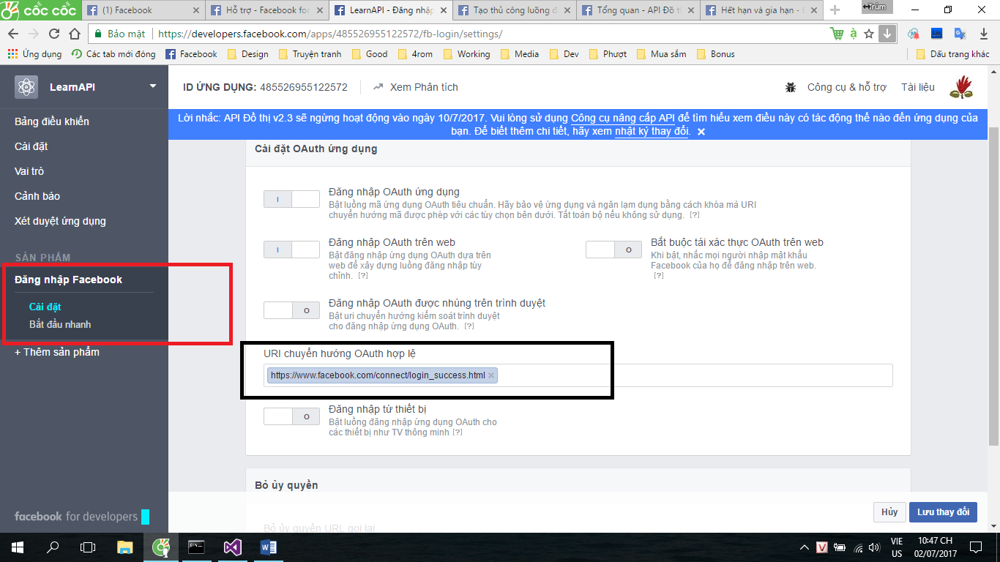 CỐC CỐC
(1) Facebook
Hỗ trợ - Facebook for
LearnAPI - Đăng nhập
Tạo thủ công luồng đ
Tổng quan - API Đồ th
Hết hạn và gia hạn -
Trùm
Bảo mật
https://developers.facebook.com/apps/485526955122572/fb-login/settings/
Ứng dụng
Các tab mới đóng
Facebook
Design
Truyện tranh
Good
4rom
Working
Media
Dev
Phượt
Mua sắm
Bonus
Dấu trang khác
LearnAPI
ID ỨNG DỤNG: 485526955122572
Xem Phân tích
Công cụ & hỗ trợ
Tài liệu
Lời nhắc: API Đồ thị v2.3 sẽ ngừng hoạt động vào ngày 10/7/2017. Vui lòng sử dụng Công cụ nâng cấp API để tìm hiểu xem điều này có tác động thế nào đến ứng dụng của
bạn. Để biết thêm chi tiết, hãy xem nhật ký thay đổi.
Bảng điều khiển
Cài đặt
Vai trò
Cảnh báo
Xét duyệt ứng dụng
SẢN PHẨM
Đăng nhập Facebook
Cài đặt
Bắt đầu nhanh
+ Thêm sản phẩm
facebook for developers
Cài đặt OAuth ứng dụng
Đăng nhập OAuth ứng dụng
Bật luồng mã ứng dụng OAuth tiêu chuẩn. Hãy bảo vệ ứng dụng và ngăn lạm dụng bằng cách khóa mà URI
chuyển hướng mã được phép với các tùy chọn bên dưới. Tắt toàn bộ nếu không sử dụng. [?]
Đăng nhập OAuth trên web
Bật đăng nhập ứng dụng OAuth dựa trên
web để xây dựng luồng đăng nhập tùy
chỉnh. [?]
Bắt buộc tái xác thực OAuth trên web
Khi bật, nhắc mọi người nhập mật khẩu
Facebook của họ để đăng nhập trên web.
[?]
Đăng nhập OAuth được nhúng trên trình duyệt
Bật uri chuyển hướng kiểm soát trình duyệt
cho đăng nhập ứng dụng OAuth. [?]
URI chuyển hướng OAuth hợp lệ
https://www.facebook.com/connect/login_success.html
Đăng nhập từ thiết bị
Bật luồng đăng nhập ứng dụng OAuth cho
các thiết bị như TV thông minh [?]
Bỏ ủy quyền
Bỏ ủy quyền URL gọi lại
Hủy
Lưu thay đổi
VIE
US
10:47 CH
02/07/2017